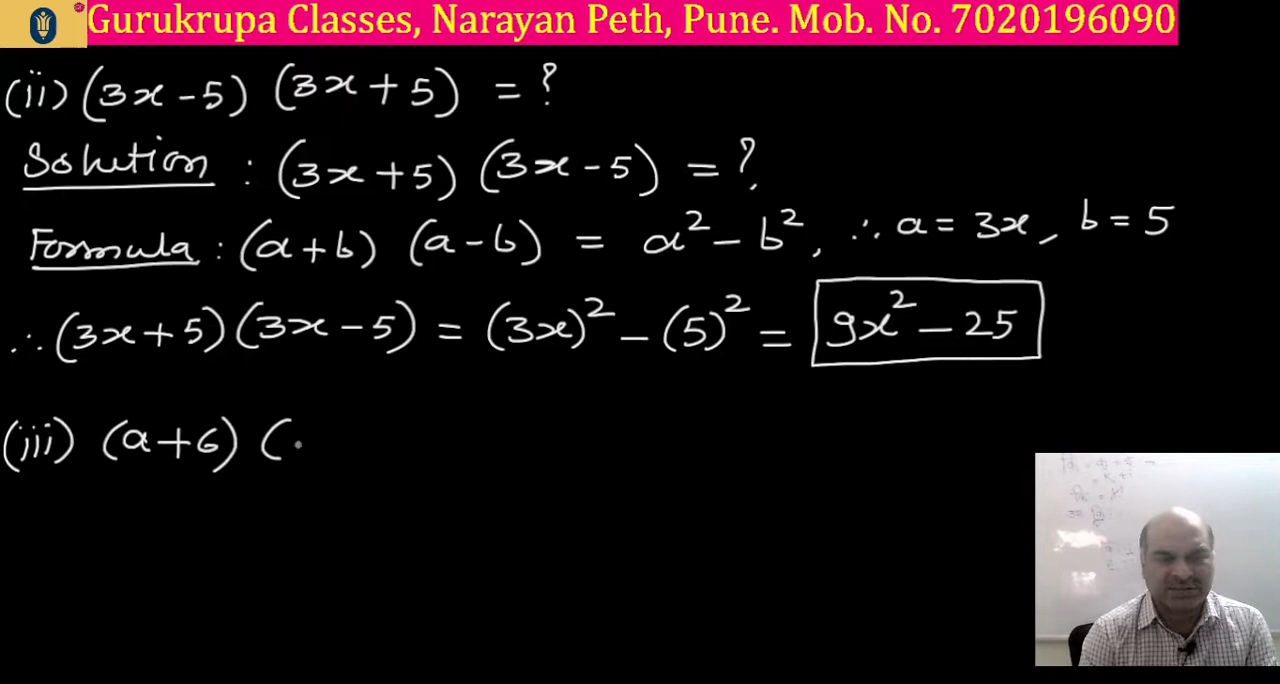 Gurukrupa Classes, Narayan Peth, Pune. Mob. No. 7020196090
(ii) (3x - 5) (3x + 5) = ?
Solution : (3x + 5) (3x - 5) = ?
Formula : (a + b) (a - b) = a² - b², ∴ a = 3x, b = 5
∴ (3x + 5) (3x - 5) = (3x)² - (5)² = 9x² - 25
(iii) (a + 6) (